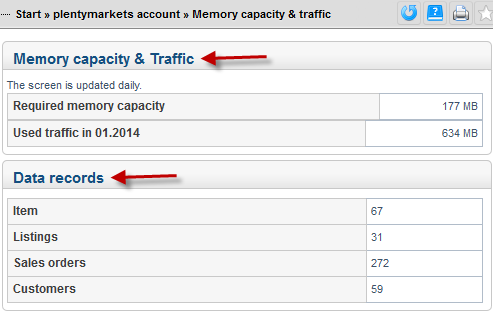 Start » plentymarkets account » Memory capacity & traffic
Memory capacity & Traffic
The screen is updated daily.
Required memory capacity 177 MB
Used traffic in 01.2014 634 MB
Data records
Item 67
Listings 31
Sales orders 272
Customers 59